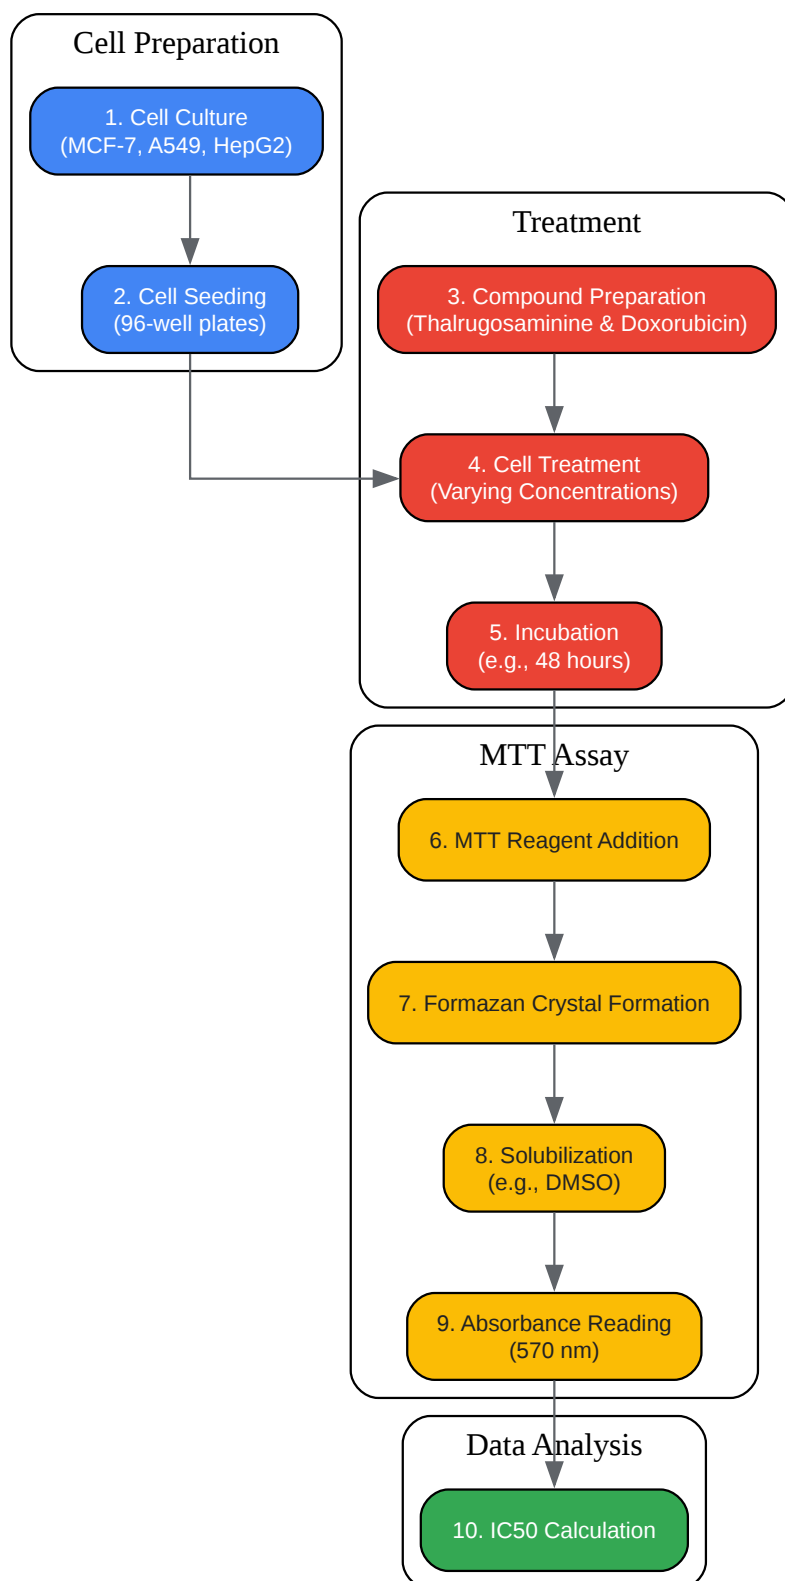 Cell Preparation
1. Cell Culture
(MCF-7, A549, HepG2)
2. Cell Seeding
(96-well plates)
Treatment
3. Compound Preparation
(Thalrugosaminine & Doxorubicin)
4. Cell Treatment
(Varying Concentrations)
5. Incubation
(e.g., 48 hours)
MTT Assay
6. MTT Reagent Addition
7. Formazan Crystal Formation
8. Solubilization
(e.g., DMSO)
9. Absorbance Reading
(570 nm)
Data Analysis
10. IC50 Calculation